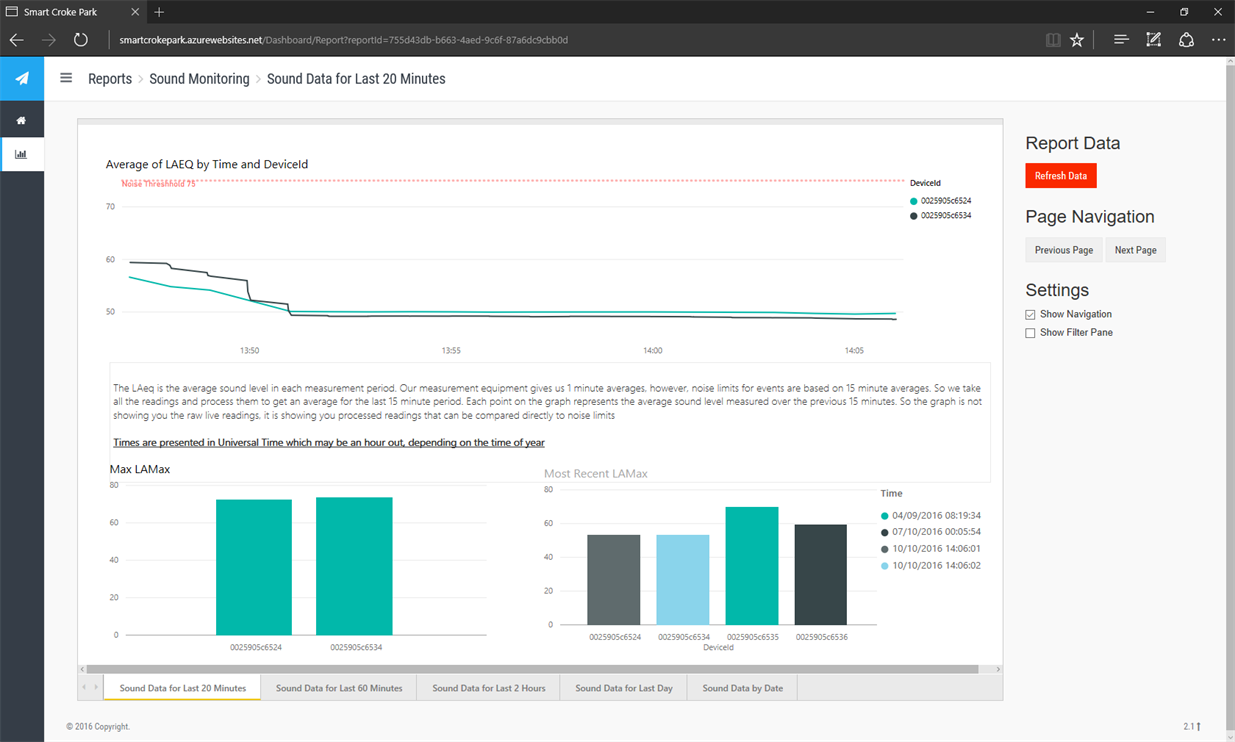 Smart Croke Park
smartcrokepark.azurewebsites.net/Dashboard/Report?reportId=755d43db-b663-4aed-9c6f-87a6dc9cbb0d
Reports > Sound Monitoring > Sound Data for Last 20 Minutes
Average of LAEQ by Time and DeviceId
Noise Threshhold 75
70
60
50
13:50 13:55 14:00 14:05
DeviceId
0025905c6524
0025905c6534
The LAeq is the average sound level in each measurement period. Our measurement equipment gives us 1 minute averages, however, noise limits for events are based on 15 minute averages. So we take
all the readings and process them to get an average for the last 15 minute period. Each point on the graph represents the average sound level measured over the previous 15 minutes. So the graph is not
showing you the raw live readings, it is showing you processed readings that can be compared directly to noise limits
Times are presented in Universal Time which may be an hour out, depending on the time of year
Max LAMax
80
60
40
20
0
0025905c6524 0025905c6534
Most Recent LAMax
80
60
40
20
0
0025905c6524 0025905c6534 0025905c6535 0025905c6536
DeviceId
Time
04/09/2016 08:19:34
07/10/2016 00:05:54
10/10/2016 14:06:01
10/10/2016 14:06:02
Sound Data for Last 20 Minutes Sound Data for Last 60 Minutes Sound Data for Last 2 Hours Sound Data for Last Day Sound Data by Date
Report Data
Refresh Data
Page Navigation
Previous Page Next Page
Settings
Show Navigation
Show Filter Pane
© 2016 Copyright.
2.1